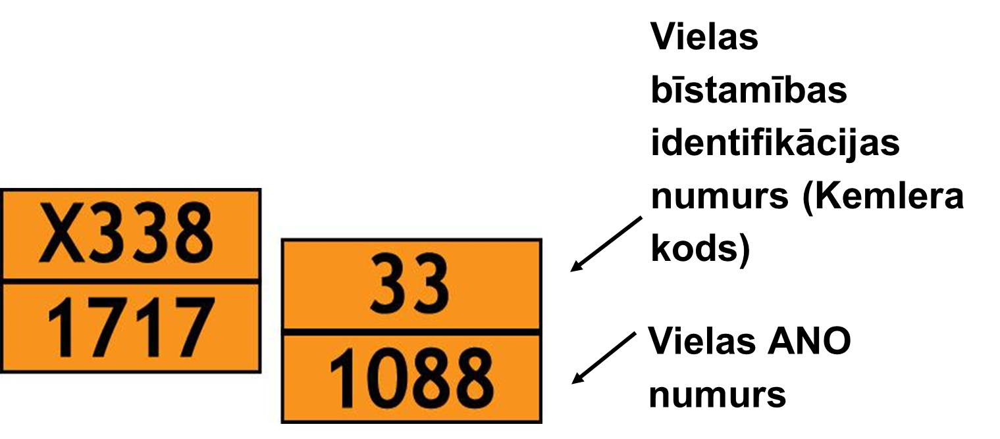 X338
1717
33
1088
Vielas
bīstamības
identifikācijas
numurs (Kemlera
kods)
Vielas ANO
numurs